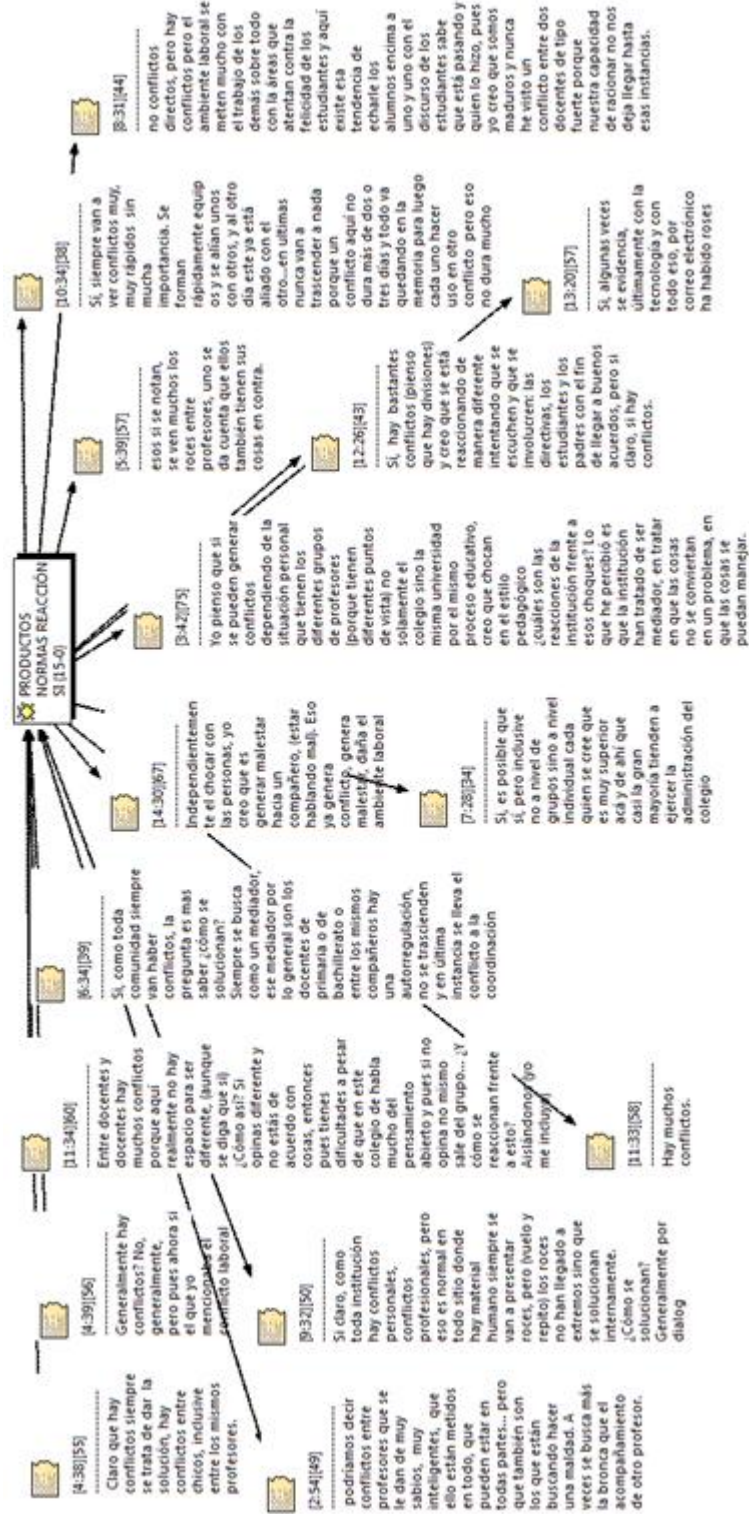 PRODUCTOS
NORMAS REACCIÓN
SI {15-0}
[4:38][55]
Claro que hay
conflictos siempre
se trata de dar la
solución, hay
conflictos entre
chicos, inclusive
entre los mismos
profesores.
[4:39][56]
Generalmente hay
conflictos? No,
generalmente,
pero pues ahora si
el que yo
mencionaba el
conflicto laboral
[11:34][60]
Entre docentes y
docentes hay
muchos conflictos
porque aquí
realmente no hay
espacio para ser
diferente, (aunque
se diga que si)
¿Cómo así? Si
opinas diferente y
no estás de
acuerdo con
cosas, entonces
pues tienes
dificultades a pesar
de que en este
colegio de habla
mucho del
pensamiento
abierto y pues si no
opina no mismo
sale del grupo... ¿Y
cómo se
reaccionan frente
a esto?
Aislándonos (yo
me incluyo)
[6:34][39]
Si, como toda
comunidad siempre
van haber
conflictos, la
pregunta es mas
saber ¿cómo se
solucionan?
Siempre se busca
como un mediador,
ese mediador por
lo general son los
docentes de
primaria o de
bachillerato o
entre los mismos
compañeros hay
una
autorregulación,
no se trascienden
y en última
instancia se lleva el
conflicto a la
coordinación
[14:30][67]
Independientemen
te el chocar con
las personas, yo
creo que es
generar malestar
hacia un
compañero, (estar
hablando mal). Eso
ya genera
conflicto, genera
malestar, daña el
ambiente laboral
[3:42][75]
Yo pienso que si
se pueden generar
conflictos
dependiendo de la
situación personal
que tienen los
diferentes grupos
de profesores
(porque tienen
diferentes puntos
de vista) no
solamente el
colegio sino la
misma universidad
por el mismo
proceso educativo,
creo que chocan
en el estilo
pedagógico
¿cuáles son las
reacciones de la
institución frente a
esos choques? Lo
que he percibió es
que la institución
han tratado de ser
mediador, en tratar
en que las cosas
no se conviertan
en un problema, en
que las cosas se
puedan manejar.
[5:39][57]
esos si se notan,
se ven muchos los
roces entre
profesores, uno se
da cuenta que ellos
también tienen sus
cosas en contra.
[10:34][38]
Si, siempre van a
ver conflictos muy,
muy rápidos sin
mucha
importancia. Se
forman
rápidamente equip
os y se alían unos
con otros, y al otro
día este ya está
aliado con el
otro...en ultimas
nunca van a
trascender a nada
porque un
conflicto aquí no
dura más de dos o
tres días y todo va
quedando en la
memoria para luego
cada uno hacer
uso en otro
conflicto pero eso
no dura mucho
[8:31][44]
no conflictos
directos, pero hay
conflictos pero el
ambiente laboral se
meten mucho con
el trabajo de los
demás sobre todo
con la áreas que
atentan contra la
felicidad de los
estudiantes y aquí
existe esa
tendencia de
echarle los
alumnos encima a
uno y uno con el
discurso de los
estudiantes sabe
que está pasando y
quien lo hizo, pues
yo creo que somos
maduros y nunca
he visto un
conflicto entre dos
docentes de tipo
fuerte porque
nuestra capacidad
de racionar no nos
deja llegar hasta
esas instancias.
[2:54][49]
podríamos decir
conflictos entre
profesores que se
le dan de muy
sabios, muy
inteligentes, que
ello están metidos
en todo, que
pueden estar en
todas partes... pero
que también son
los que están
buscando hacer
una maldad. A
veces se busca más
la bronca que el
acompañamiento
de otro profesor.
[9:32][50]
Si claro, como
toda institución
hay conflictos
personales,
conflictos
profesionales, pero
eso es normal en
todo sitio donde
hay material
humano siempre se
van a presentar
roces, pero (vuelo y
repito) los roces
no han llegado a
extremos sino que
se solucionan
internamente.
¿Cómo se
solucionan?
Generalmente por
dialog
[11:33][58]
Hay muchos
conflictos.
[7:28][34]
Si, es posible que
sí, pero inclusive
no a nivel de
grupos sino a nivel
individual cada
quien se cree que
es muy superior
acá y de ahí que
casi la gran
mayoría tienden a
ejercer la
administración del
colegio
[12:26][43]
Si, hay bastantes
conflictos (pienso
que hay divisiones)
y creo que se está
reaccionando de
manera diferente
intentando que se
escuchen y que se
involucren: las
directivas, los
estudiantes y los
padres con el fin
de llegar a buenos
acuerdos, pero si
claro, si hay
conflictos.
[13:20][57]
Si, algunas veces
se evidencia,
últimamente con la
tecnología y con
todo eso, por
correo electrónico
ha habido roses